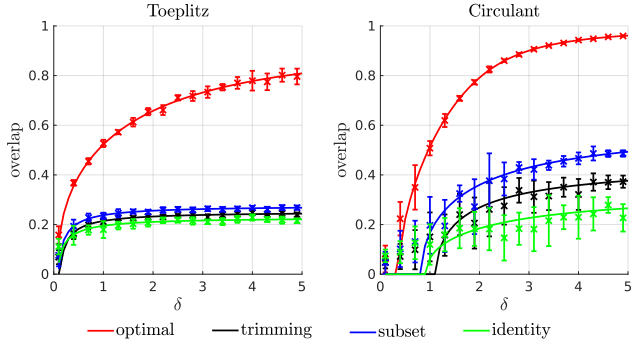 Toeplitz
1
0.8
0.6
0.4
0.2
0
overlap
0 1 2 3 4 5
δ
Circulant
1
0.8
0.6
0.4
0.2
0
overlap
0 1 2 3 4 5
δ
optimal trimming subset identity